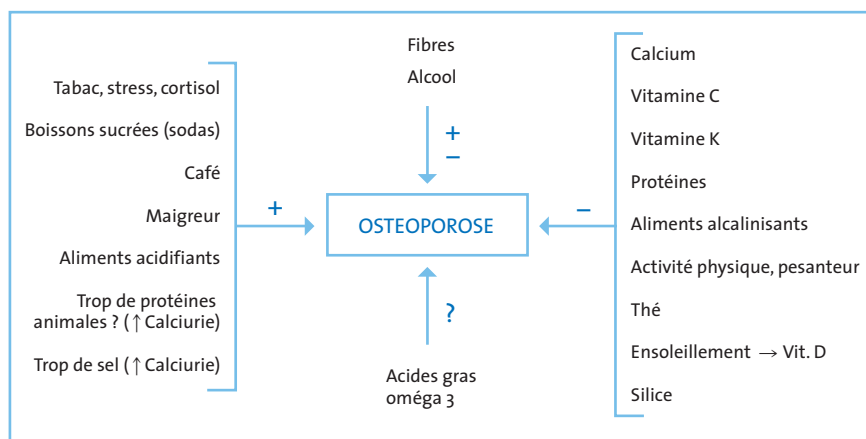 Tabac, stress, cortisol
Boissons sucrées (sodas)
Café
Maigreur
Aliments acidifiants
Trop de protéines
animales ? (↑ Calciurie)
Trop de sel (↑ Calciurie)
+
Fibres
Alcool
+
−
OSTEOPOROSE
?
Acides gras
oméga 3
−
Calcium
Vitamine C
Vitamine K
Protéines
Aliments alcalinisants
Activité physique, pesanteur
Thé
Ensoleillement → Vit. D
Silice